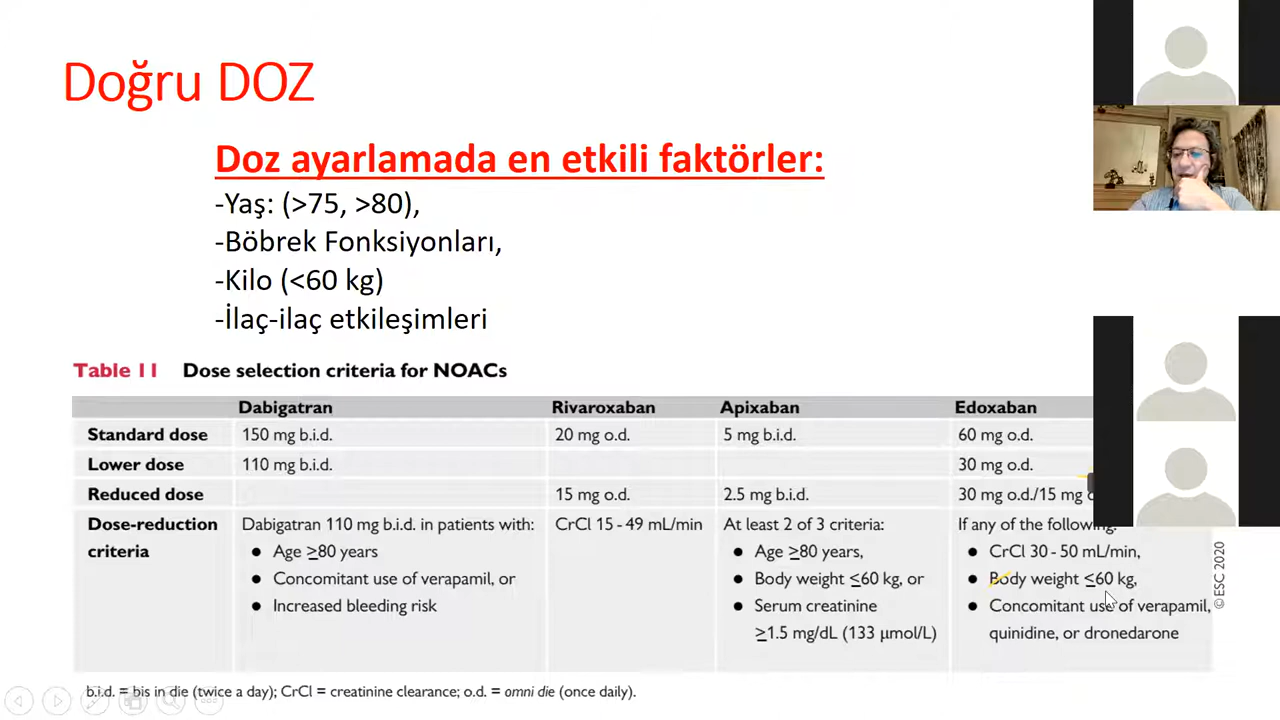 Doğru DOZ
Doz ayarlamada en etkili faktörler:
-Yaş: (>75, >80),
-Böbrek Fonksiyonları,
-Kilo (<60 kg)
-İlaç-ilaç etkileşimleri
Table 11 Dose selection criteria for NOACs
Dabigatran Rivaroxaban Apixaban Edoxaban
Standard dose 150 mg b.i.d. 20 mg o.d. 5 mg b.i.d. 60 mg o.d.
Lower dose 110 mg b.i.d. 30 mg o.d.
Reduced dose 15 mg o.d. 2.5 mg b.i.d. 30 mg o.d./15 mg
Dose-reduction criteria
Dabigatran 110 mg b.i.d. in patients with:
● Age ≥80 years
● Concomitant use of verapamil, or
● Increased bleeding risk
CrCl 15 - 49 mL/min
At least 2 of 3 criteria:
● Age ≥80 years,
● Body weight ≤60 kg, or
● Serum creatinine
≥1.5 mg/dL (133 μmol/L)
If any of the following:
● CrCl 30 - 50 mL/min,
● Body weight ≤60 kg,
● Concomitant use of verapamil,
quinidine, or dronedarone
© ESC 2020
b.i.d. = bis in die (twice a day); CrCl = creatinine clearance; o.d. = omni die (once daily).